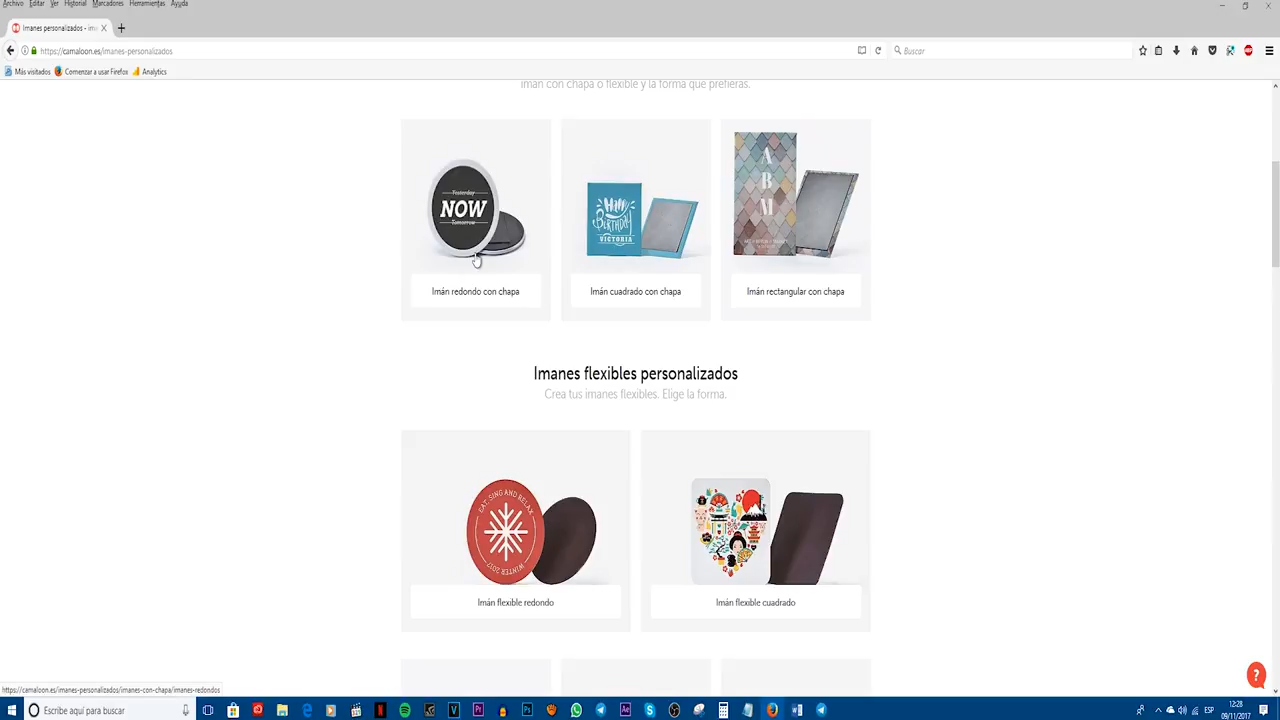 Archivo Editar Ver Historial Marcadores Herramientas Ayuda
Imanes personalizados - im
https://camaloon.es/imanes-personalizados
Buscar
Más visitados Comenzar a usar Firefox Analytics
imán con chapa o flexible y la forma que prefieras.
Yesterday
NOW
Tomorrow
BIRTHDAY
VICTORIA
A
B
M
Imán redondo con chapa
Imán cuadrado con chapa
Imán rectangular con chapa
Imanes flexibles personalizados
Crea tus imanes flexibles. Elige la forma.
EAT, SING AND RELAX
WINTER 2017
Imán flexible redondo
Imán flexible cuadrado
?
https://camaloon.es/imanes-personalizados/imanes-con-chapa/imanes-redondos
Escribe aquí para buscar
ESP
12:28
09/11/2017